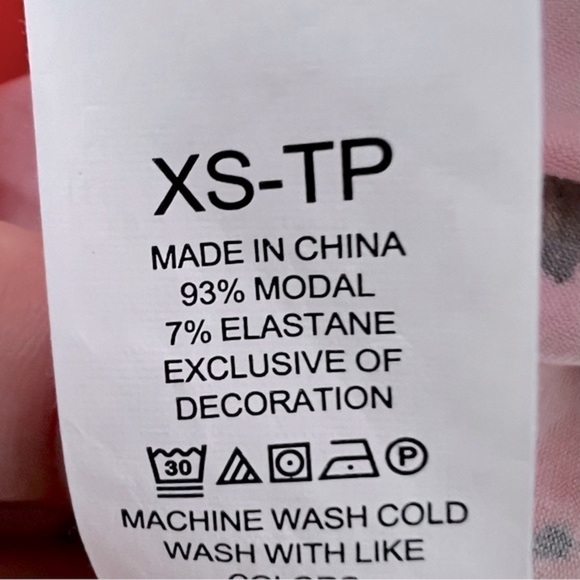 XS-TP
MADE IN CHINA
93% MODAL
7% ELASTANE
EXCLUSIVE OF
DECORATION
30 P
MACHINE WASH COLD
WASH WITH LIKE